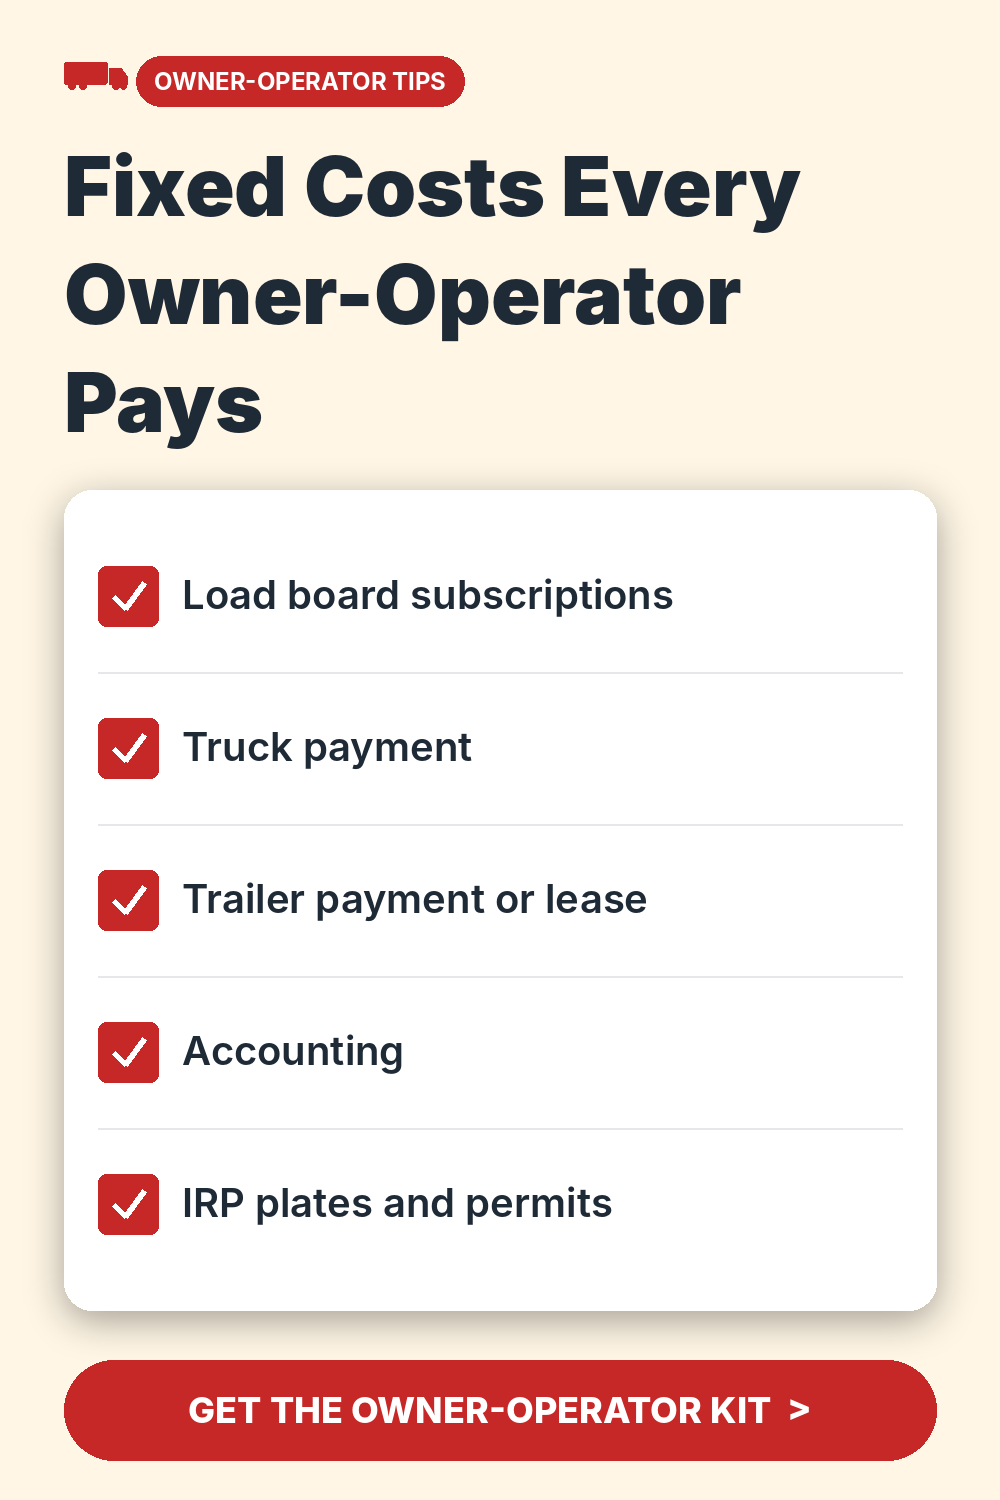 OWNER-OPERATOR TIPS
Fixed Costs Every
Owner-Operator
Pays
Load board subscriptions
Truck payment
Trailer payment or lease
Accounting
IRP plates and permits
GET THE OWNER-OPERATOR KIT >